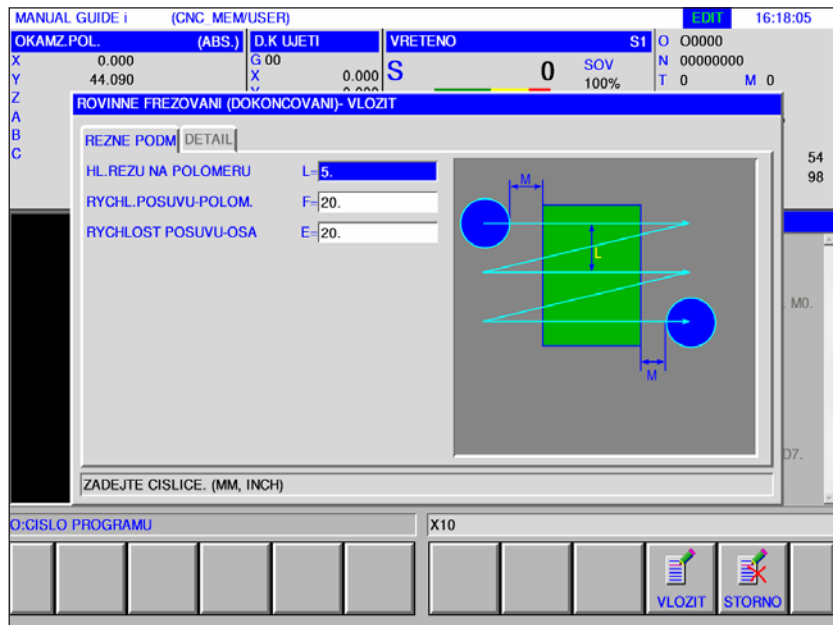 MANUAL GUIDE i (CNC_MEM/USER) EDIT 16:18:05
OKAMZ.POL. (ABS.) D.K UJETI VRETENO S1 O O0000
X 0.000 G 00 S 0 SOV N 00000000
Y 44.090 X 0.000 100% T 0 M 0
Z
A
B
C
54
98
ROVINNE FREZOVANI (DOKONCOVANI)- VLOZIT
REZNE PODM DETAIL
HL.REZU NA POLOMERU L=5.
RYCHL.POSUVU-POLOM. F=20.
RYCHLOST POSUVU-OSA E=20.
M
L
M
M0.
07.
ZADEJTE CISLICE. (MM, INCH)
O:CISLO PROGRAMU X10
VLOZIT STORNO